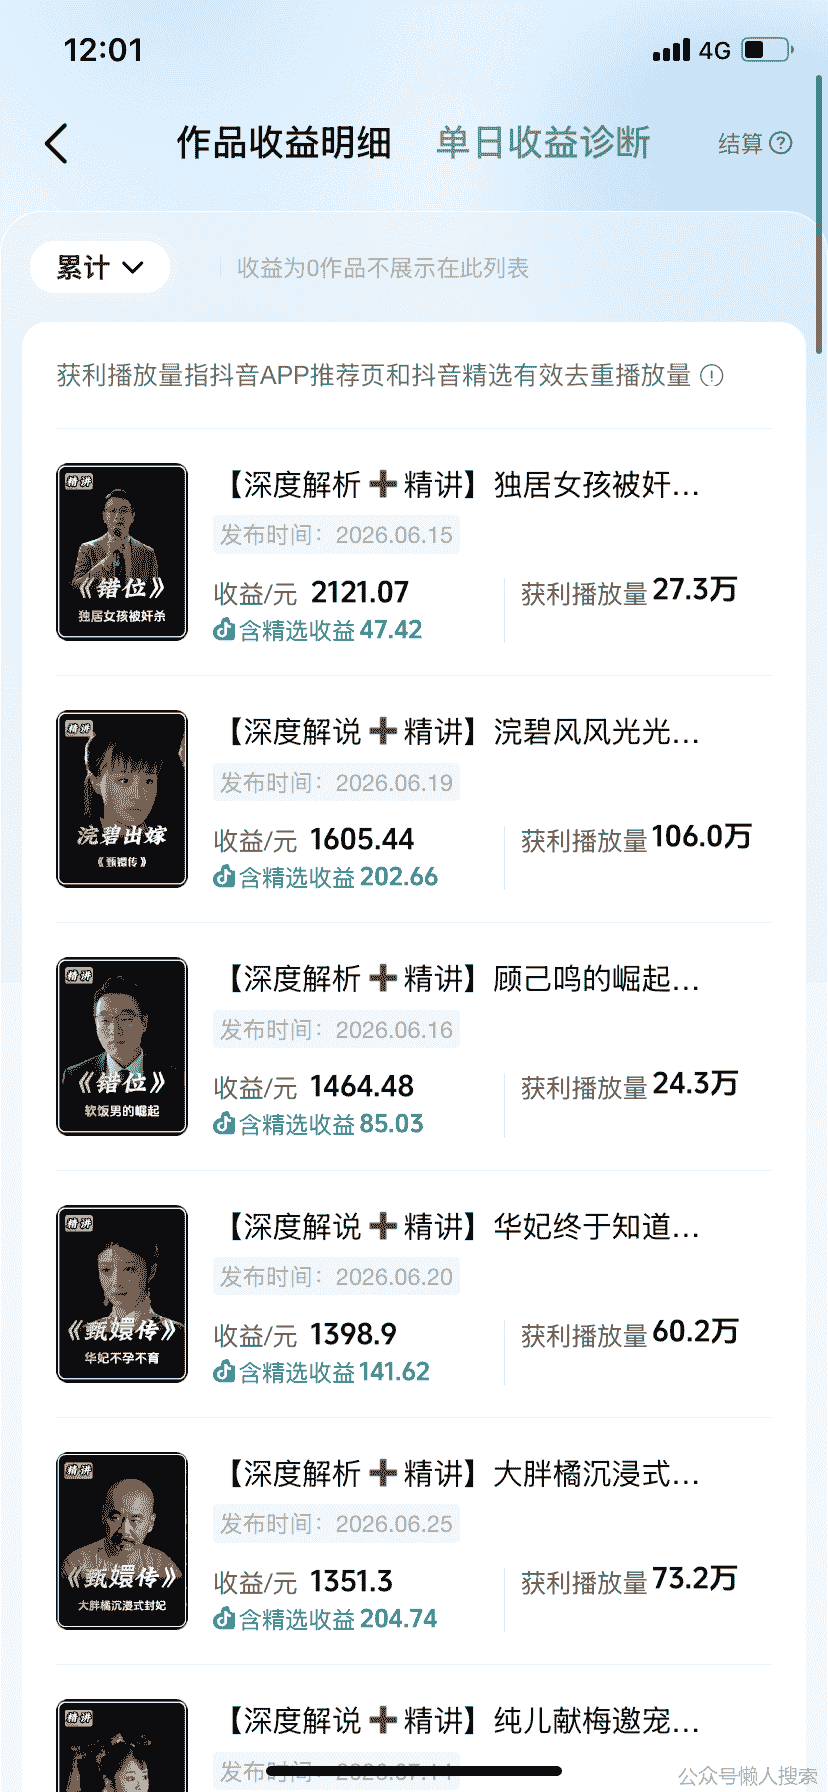 12:01
4G
作品收益明细 单日收益诊断 结算
累计 收益为0作品不展示在此列表
获利播放量指抖音APP推荐页和抖音精选有效去重播放量
精讲
《错位》
独居女孩被奸杀
【深度解析➕精讲】独居女孩被奸...
发布时间：2026.06.15
收益/元 2121.07
含精选收益 47.42
获利播放量 27.3万
精讲
浣碧出嫁
《甄嬛传》
【深度解说➕精讲】浣碧风风光光...
发布时间：2026.06.19
收益/元 1605.44
含精选收益 202.66
获利播放量 106.0万
精讲
《错位》
软饭男的崛起
【深度解析➕精讲】顾己鸣的崛起...
发布时间：2026.06.16
收益/元 1464.48
含精选收益 85.03
获利播放量 24.3万
精讲
《甄嬛传》
华妃不孕不育
【深度解说➕精讲】华妃终于知道...
发布时间：2026.06.20
收益/元 1398.9
含精选收益 141.62
获利播放量 60.2万
精讲
《甄嬛传》
大胖橘沉浸式封妃
【深度解析➕精讲】大胖橘沉浸式...
发布时间：2026.06.25
收益/元 1351.3
含精选收益 204.74
获利播放量 73.2万
精讲
【深度解说➕精讲】纯儿献梅邀宠...
发布时间：
公众号懒人搜索